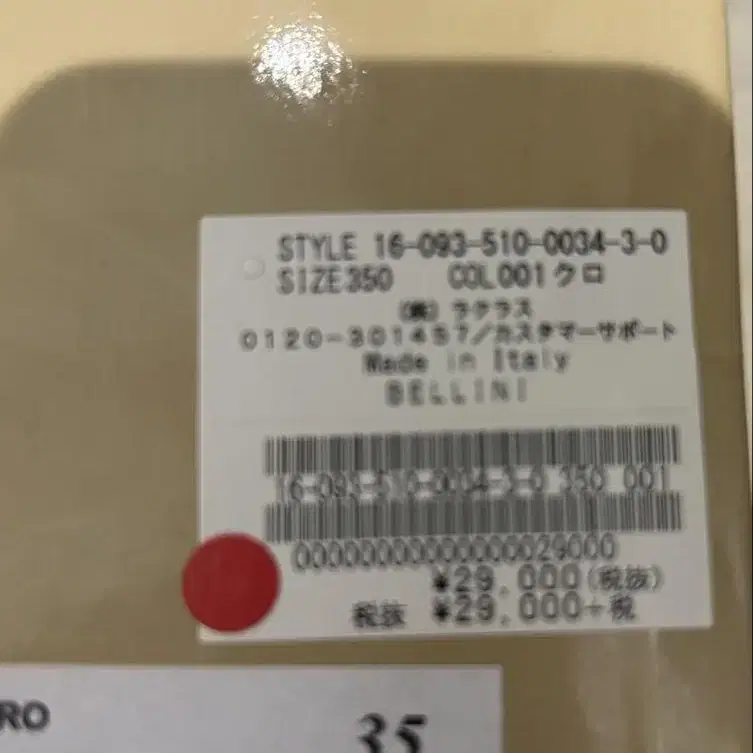 STYLE 16-093-510-0034-3-0
SIZE350 COL001クロ
(株) ラクラス
0120-301457/カスタマーサポート
Made in Italy
BELLINI
16-093-510-0034-3-0 350 001
¥29,000(税抜)
税抜 ¥29,000+税
RO
35